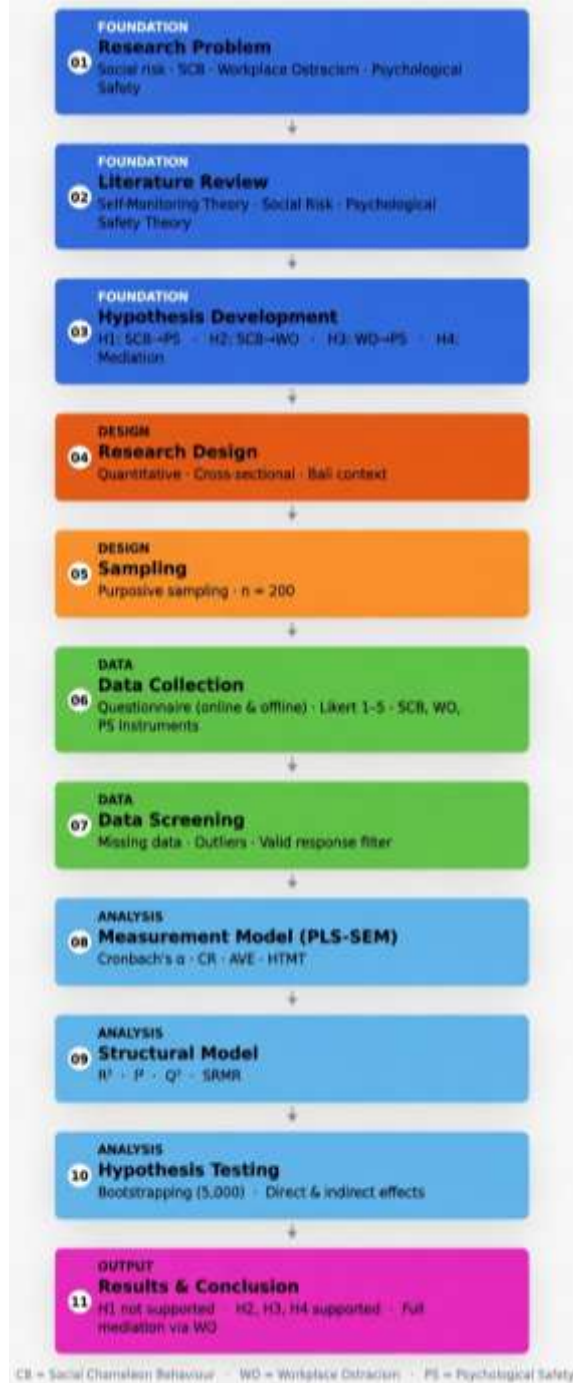 FOUNDATION
01
Research Problem
Social risk · SCB · Workplace Ostracism · Psychological
Safety
FOUNDATION
02
Literature Review
Self-Monitoring Theory · Social Risk · Psychological
Safety Theory
FOUNDATION
03
Hypothesis Development
H1: SCB→PS · H2: SCB→WO · H3: WO→PS · H4:
Mediation
DESIGN
04
Research Design
Quantitative · Cross-sectional · Bali context
DESIGN
05
Sampling
Purposive sampling · n = 200
DATA
06
Data Collection
Questionnaire (online & offline) · Likert 1–5 · SCB, WO,
PS instruments
DATA
07
Data Screening
Missing data · Outliers · Valid response filter
ANALYSIS
08
Measurement Model (PLS-SEM)
Cronbach's α · CR · AVE · HTMT
ANALYSIS
09
Structural Model
R² · f² · Q² · SRMR
ANALYSIS
10
Hypothesis Testing
Bootstrapping (5,000) · Direct & indirect effects
OUTPUT
11
Results & Conclusion
H1 not supported · H2, H3, H4 supported · Full
mediation via WO
CB = Social Chameleon Behaviour · WO = Workplace Ostracism · PS = Psychological Safety